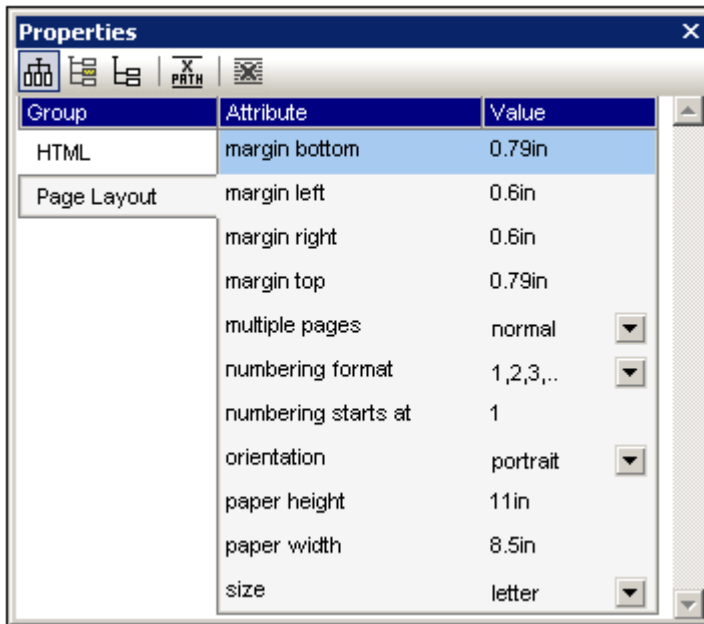 Properties
X
PATH
Group Attribute Value
HTML margin bottom 0.79in
Page Layout margin left 0.6in
margin right 0.6in
margin top 0.79in
multiple pages normal
numbering format 1,2,3,..
numbering starts at 1
orientation portrait
paper height 11in
paper width 8.5in
size letter